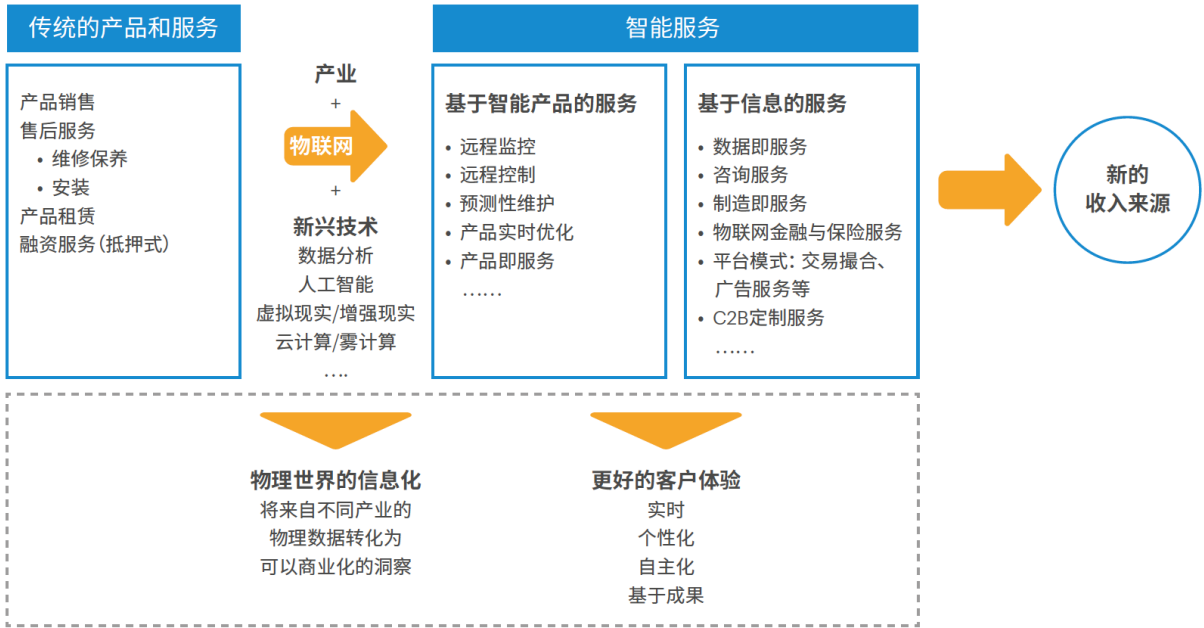 传统的产品和服务
产品销售
售后服务
• 维修保养
• 安装
产品租赁
融资服务(抵押式)
产业
+
物联网
+
新兴技术
数据分析
人工智能
虚拟现实/增强现实
云计算/雾计算
....
智能服务
基于智能产品的服务
• 远程监控
• 远程控制
• 预测性维护
• 产品实时优化
• 产品即服务
……
基于信息的服务
• 数据即服务
• 咨询服务
• 制造即服务
• 物联网金融与保险服务
• 平台模式：交易撮合、
广告服务等
• C2B定制服务
……
新的
收入来源
物理世界的信息化
将来自不同产业的
物理数据转化为
可以商业化的洞察
更好的客户体验
实时
个性化
自主化
基于成果